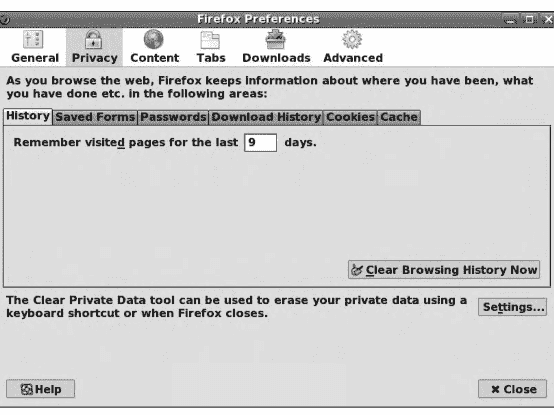 Firefox Preferences
General Privacy Content Tabs Downloads Advanced
As you browse the web, Firefox keeps information about where you have been, what
you have done etc. in the following areas:
History Saved Forms Passwords Download History Cookies Cache
Remember visited pages for the last 9 days.
Clear Browsing History Now
The Clear Private Data tool can be used to erase your private data using a
keyboard shortcut or when Firefox closes.
Settings...
Help
Close